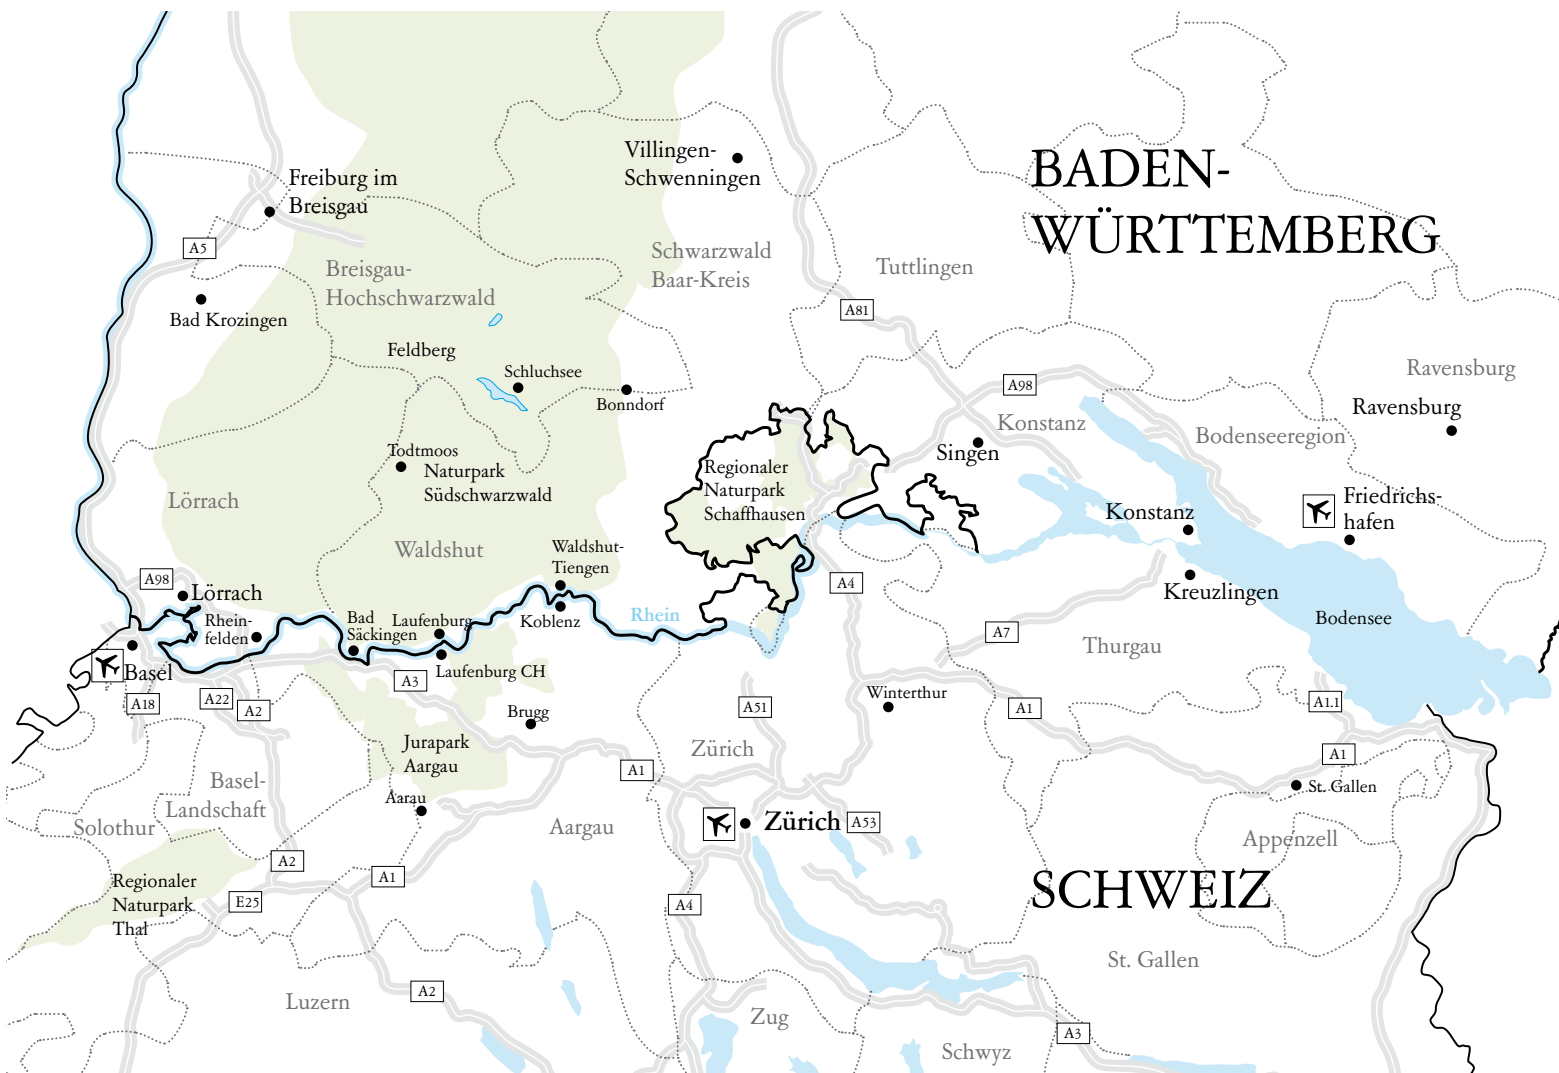 Villingen-
Schwenningen
BADEN-
WÜRTTEMBERG
Freiburg im
Breisgau
A5
Breisgau-
Hochschwarzwald
Schwarzwald
Baar-Kreis
Tuttlingen
Bad Krozingen
A81
Feldberg
Schluchsee
Bonndorf
A98
Ravensburg
Ravensburg
Konstanz
Bodenseeregion
Singen
Todtmoos
Naturpark
Südschwarzwald
Regionaler
Naturpark
Schaffhausen
Lörrach
Konstanz
Friedrichs-
hafen
Waldshut
Waldshut-
Tiengen
A98
Lörrach
A4
Kreuzlingen
Rhein-
felden
Bad
Säckingen
Laufenburg
Koblenz
Rhein
Bodensee
A7
Thurgau
Basel
Laufenburg CH
A3
A18
A22
A2
Brugg
A51
Winterthur
A1
A1.1
Jurapark
Aargau
Zürich
A1
A1
Basel-
Landschaft
Aarau
St. Gallen
Solothur
Aargau
Zürich
A53
Appenzell
A2
A1
Regionaler
Naturpark
Thal
E25
A4
SCHWEIZ
St. Gallen
Luzern
A2
Zug
A3
Schwyz